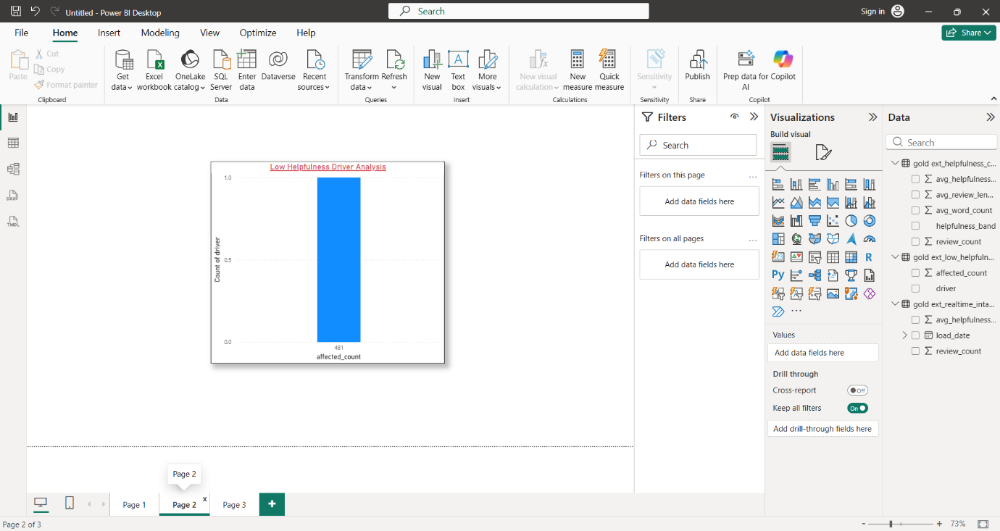 Untitled - Power BI Desktop
Search
Sign in
File Home Insert Modeling View Optimize Help
Share
Paste
Cut
Copy
Format painter
Clipboard
Get data
Excel workbook
OneLake catalog
SQL Server
Enter data
Dataverse
Recent sources
Data
Transform data
Refresh
Queries
New visual
Text box
More visuals
Insert
New visual calculation
New measure
Quick measure
Calculations
Sensitivity
Sensitivity
Publish
Share
Prep data for AI
Copilot
Copilot
DAX
TMDL
Low Helpfulness Driver Analysis
1.0
0.5
0.0
Count of driver
481
affected_count
Filters
Search
Filters on this page
...
Add data fields here
Filters on all pages
...
Add data fields here
Visualizations
Build visual
123
R
Py
...
Values
Add data fields here
Drill through
Cross-report
Off
Keep all filters
On
Add drill-through fields here
Data
Search
gold ext_helpfulness_c...
avg_helpfulness...
avg_review_len...
avg_word_count
helpfulness_band
review_count
gold ext_low_helpfuln...
affected_count
driver
gold ext_realtime_inta...
avg_helpfulness...
load_date
review_count
Page 2
Page 1
Page 2
x
Page 3
+
Page 2 of 3
- + 73%